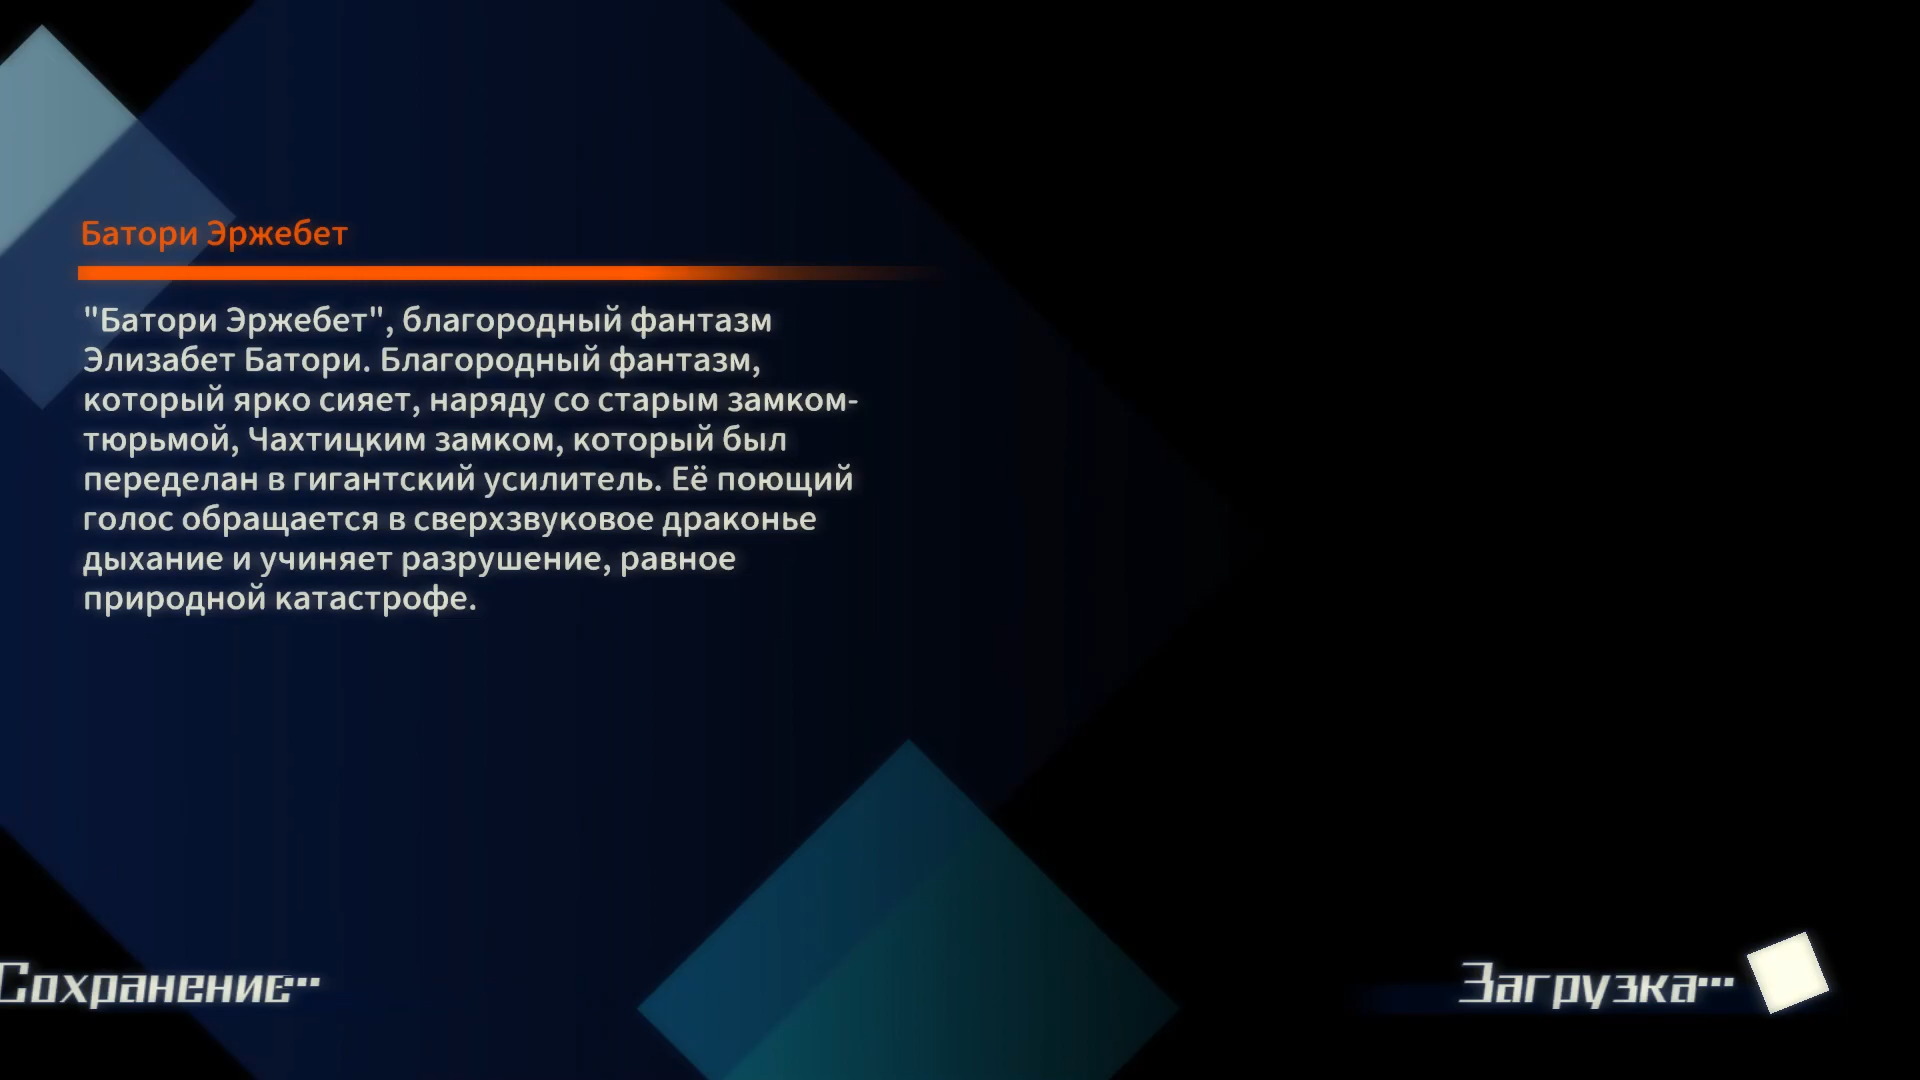 Батори Эржебет
"Батори Эржебет", благородный фантазм
Элизабет Батори. Благородный фантазм,
который ярко сияет, наряду со старым замком-
тюрьмой, Чахтицким замком, который был
переделан в гигантский усилитель. Её поющий
голос обращается в сверхзвуковое драконье
дыхание и учиняет разрушение, равное
природной катастрофе.
Сохранение...
Загрузка...